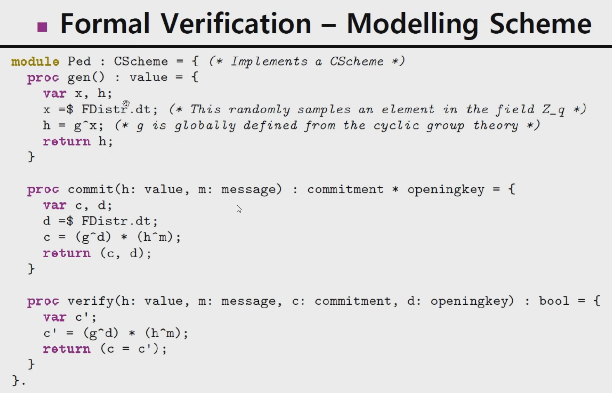 Formal Verification – Modelling Scheme
module Ped : CScheme = { (* Implements a CScheme *)
proc gen() : value = {
var x, h;
x =$ FDistr.dt; (* This randomly samples an element in the field Z_q *)
h = g^x; (* g is globally defined from the cyclic group theory *)
return h;
}
proc commit(h: value, m: message) : commitment * openingkey = {
var c, d;
d =$ FDistr.dt;
c = (g^d) * (h^m);
return (c, d);
}
proc verify(h: value, m: message, c: commitment, d: openingkey) : bool = {
var c';
c' = (g^d) * (h^m);
return (c = c');
}
}.